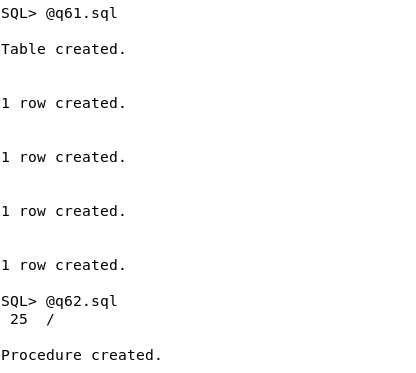 SQL> @q61.sql
Table created.
1 row created.
1 row created.
1 row created.
1 row created.
SQL> @q62.sql
 25  /
Procedure created.